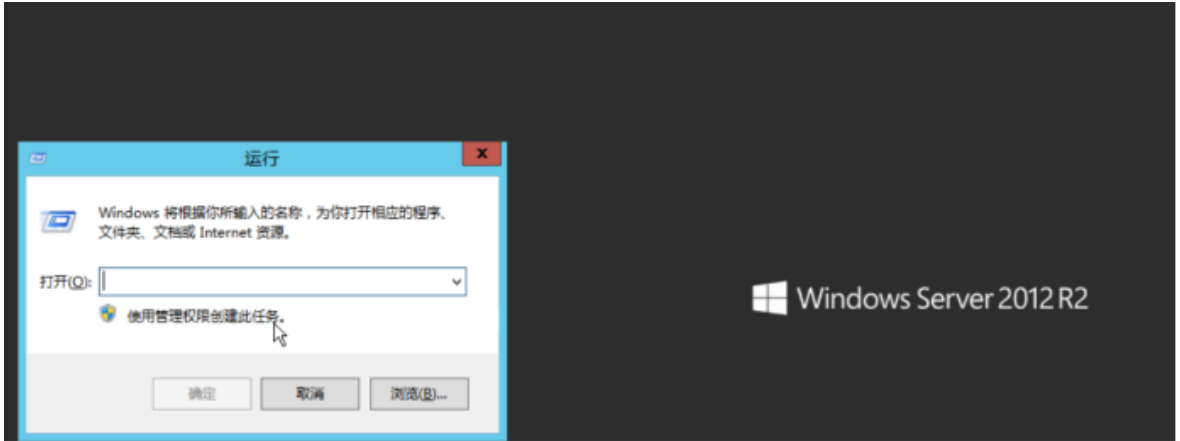 运行
x
Windows 将根据你所输入的名称，为你打开相应的程序、
文件夹、文档或 Internet 资源。
打开(O):
使用管理权限创建此任务。
确定
取消
浏览(B)...
Windows Server 2012 R2